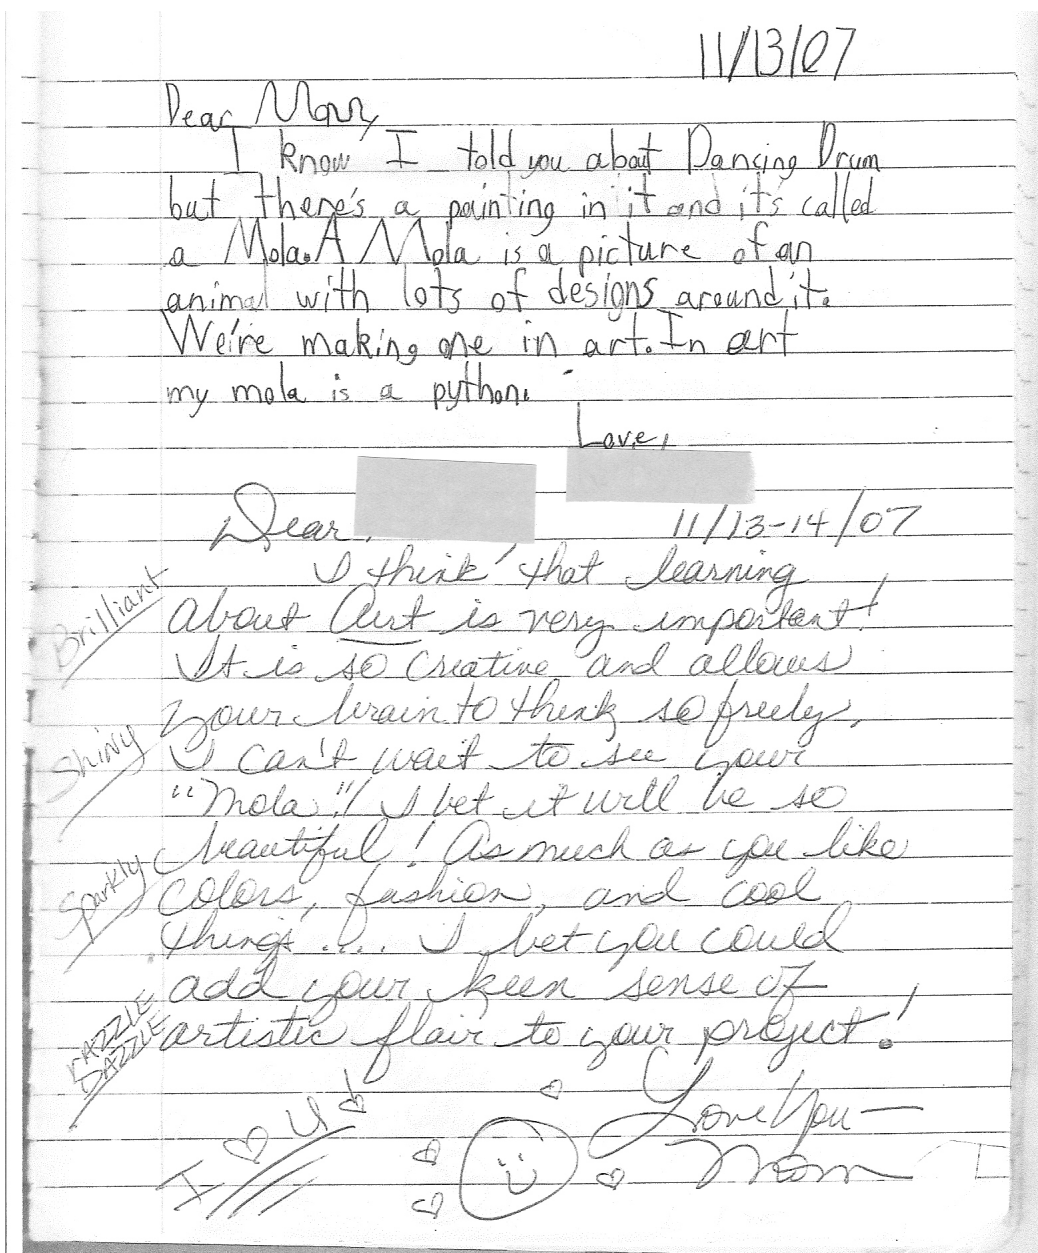 11/13/07
Dear Mom,
I know I told you about Dancing Drum
but there's a painting in it and it's called
a Mola. A Mola is a picture of an
animal with lots of designs around it.
We're making one in art. In art
my mola is a python.
Love,
Dear
11/13-14/07
I think that learning
about Art is very important!
It is so creative and allows
your brain to think so freely.
I can't wait to see your
"Mola"! I bet it will be so
beautiful! As much as you like
colors, fashion, and cool
things .... I bet you could
add your keen sense of
artistic flair to your project!
Brilliant
Shiny
Sparkly
RAZZLE
DAZZLE
Love You —
Mom
I ♡ U!